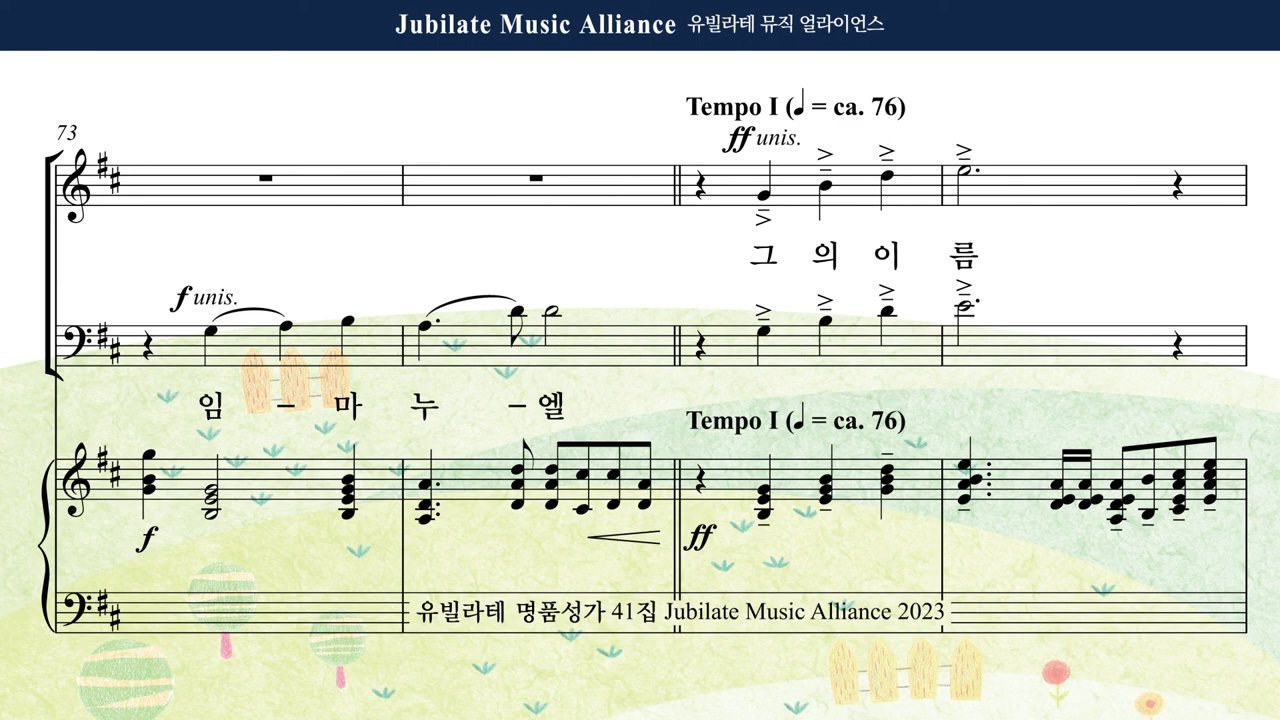 Jubilate Music Alliance 유빌라테 뮤직 얼라이언스
Tempo I (♩ = ca. 76)
73
ff unis.
그 의 이 름
f unis.
임 – 마 누 – 엘
Tempo I (♩ = ca. 76)
f
ff
유빌라테 명품성가 41집 Jubilate Music Alliance 2023